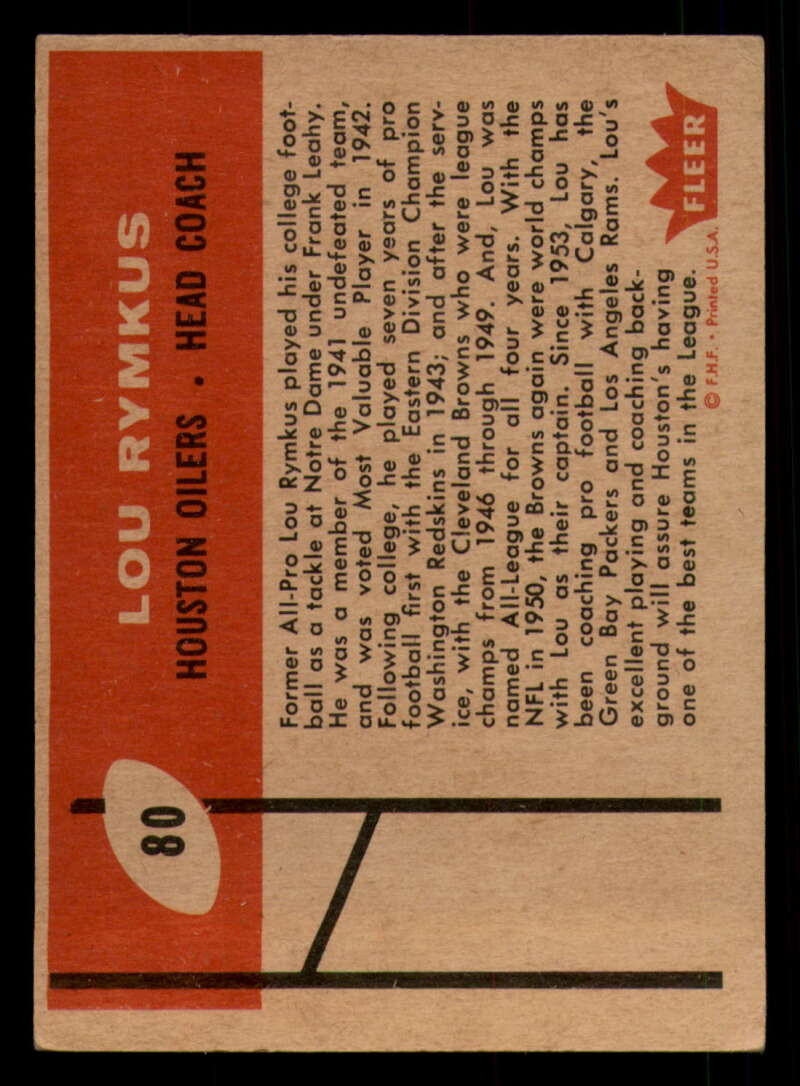 80
LOU RYMKUS
HOUSTON OILERS • HEAD COACH
Former All-Pro Lou Rymkus played his college foot-
ball as a tackle at Notre Dame under Frank Leahy.
He was a member of the 1941 undefeated team,
and was voted Most Valuable Player in 1942.
Following college, he played seven years of pro
football first with the Eastern Division Champion
Washington Redskins in 1943; and after the serv-
ice, with the Cleveland Browns who were league
champs from 1946 through 1949. And, Lou was
named All-League for all four years. With the
NFL in 1950, the Browns again were world champs
with Lou as their captain. Since 1953, Lou has
been coaching pro football with Calgary, the
Green Bay Packers and Los Angeles Rams. Lou's
excellent playing and coaching back-
ground will assure Houston's having
one of the best teams in the League.
FLEER
© F.H.F. • Printed U.S.A.